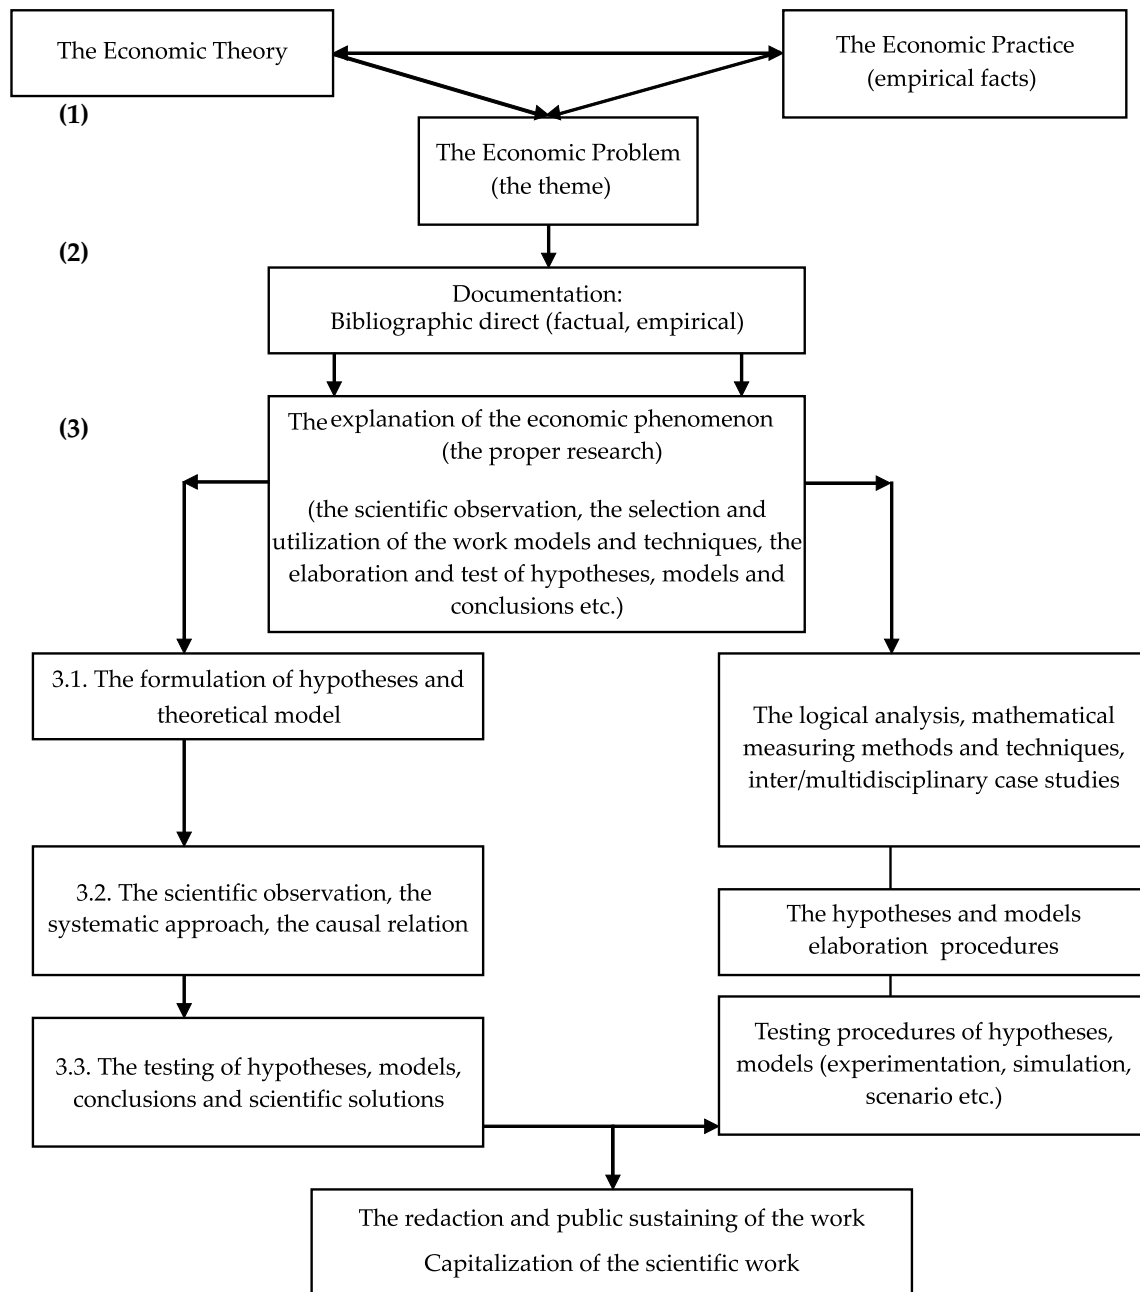 The Economic Theory
The Economic Practice
(empirical facts)
(1)
The Economic Problem
(the theme)
(2)
Documentation:
Bibliographic direct (factual, empirical)
(3)
The explanation of the economic phenomenon
(the proper research)
(the scientific observation, the selection and
utilization of the work models and techniques, the
elaboration and test of hypotheses, models and
conclusions etc.)
3.1. The formulation of hypotheses and
theoretical model
The logical analysis, mathematical
measuring methods and techniques,
inter/multidisciplinary case studies
3.2. The scientific observation, the
systematic approach, the causal relation
The hypotheses and models
elaboration procedures
3.3. The testing of hypotheses, models,
conclusions and scientific solutions
Testing procedures of hypotheses,
models (experimentation, simulation,
scenario etc.)
The redaction and public sustaining of the work
Capitalization of the scientific work